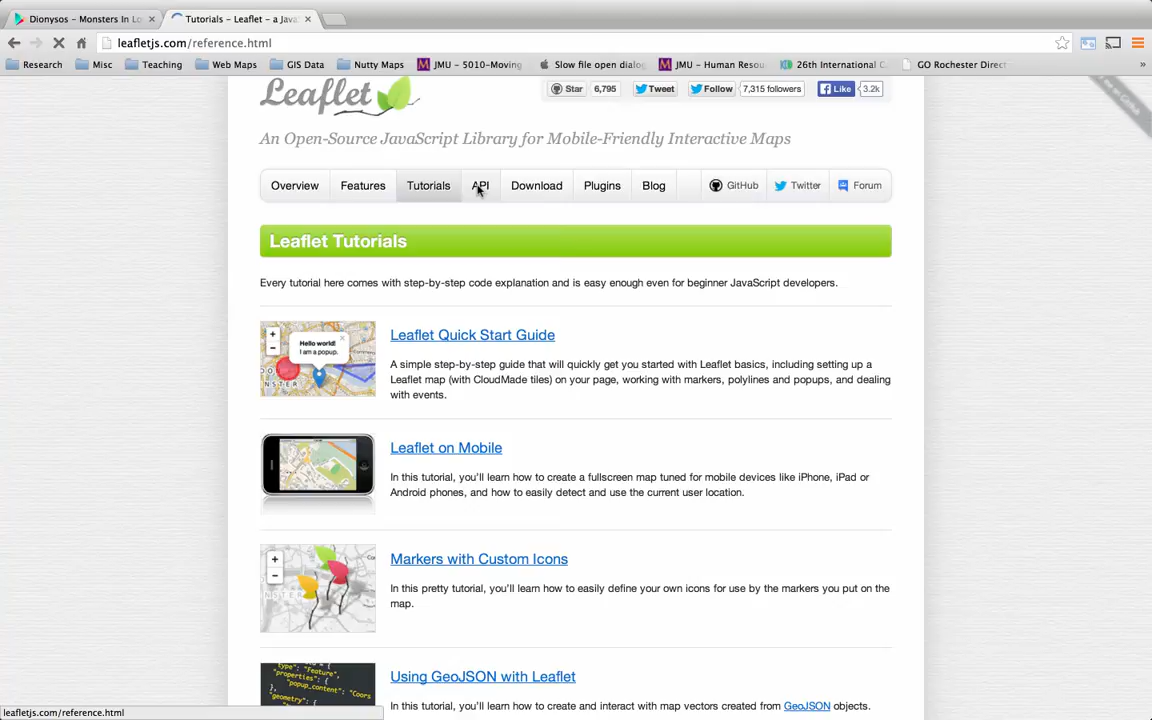 Dionysos - Monsters In Lo
Tutorials - Leaflet - a Java
leafletjs.com/reference.html
Research
Misc
Teaching
Web Maps
GIS Data
Nutty Maps
JMU - 5010-Moving
Slow file open dialog
JMU - Human Resou
26th International C
GO Rochester Direct
»
Leaflet
Star 6,795 Tweet Follow 7,315 followers Like 3.2k
An Open-Source JavaScript Library for Mobile-Friendly Interactive Maps
Overview Features Tutorials API Download Plugins Blog GitHub Twitter Forum
Leaflet Tutorials
Every tutorial here comes with step-by-step code explanation and is easy enough even for beginner JavaScript developers.
Hello world!
I am a popup.
Leaflet Quick Start Guide
A simple step-by-step guide that will quickly get you started with Leaflet basics, including setting up a
Leaflet map (with CloudMade tiles) on your page, working with markers, polylines and popups, and dealing
with events.
Leaflet on Mobile
In this tutorial, you'll learn how to create a fullscreen map tuned for mobile devices like iPhone, iPad or
Android phones, and how to easily detect and use the current user location.
Markers with Custom Icons
In this pretty tutorial, you'll learn how to easily define your own icons for use by the markers you put on the
map.
"type": "Feature",
"properties": {
"popup_content": "Coors
geometry": {
Using GeoJSON with Leaflet
In this tutorial, you'll learn how to create and interact with map vectors created from GeoJSON objects.
leafletjs.com/reference.html